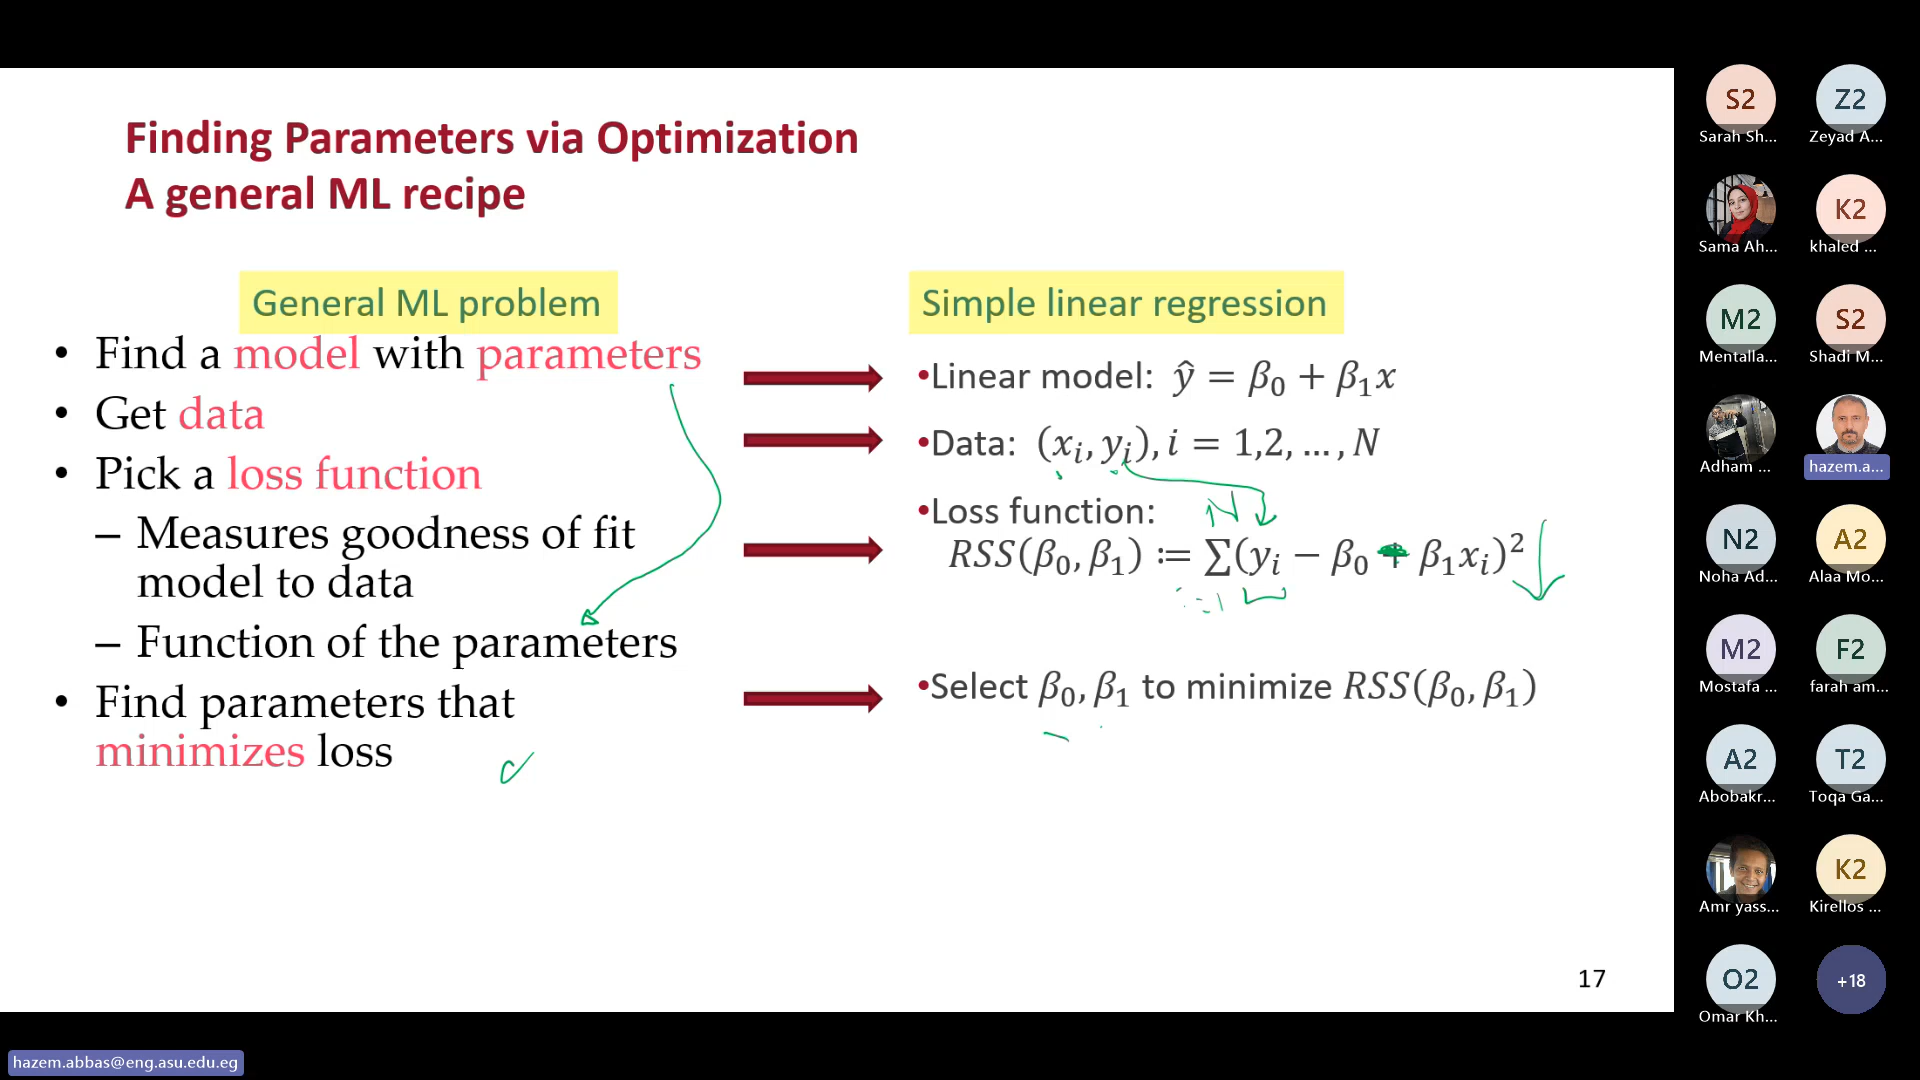 Finding Parameters via Optimization
A general ML recipe
General ML problem
• Find a model with parameters
• Get data
• Pick a loss function
– Measures goodness of fit
model to data
– Function of the parameters
• Find parameters that
minimizes loss
Simple linear regression
•Linear model: ŷ = β₀ + β₁x
•Data: (xᵢ, yᵢ), i = 1,2, … , N
•Loss function:
N
RSS(β₀, β₁) ≔ ∑(yᵢ − β₀ + β₁xᵢ)²
•Select β₀, β₁ to minimize RSS(β₀, β₁)
17
S2
Sarah Sh...
Z2
Zeyad A...
Sama Ah...
K2
khaled ...
M2
Mentalla...
S2
Shadi M...
Adham ...
hazem.a...
N2
Noha Ad...
A2
Alaa Mo...
M2
Mostafa ...
F2
farah am...
A2
Abobakr...
T2
Toqa Ga...
Amr yass...
K2
Kirellos ...
O2
Omar Kh...
+18
hazem.abbas@eng.asu.edu.eg